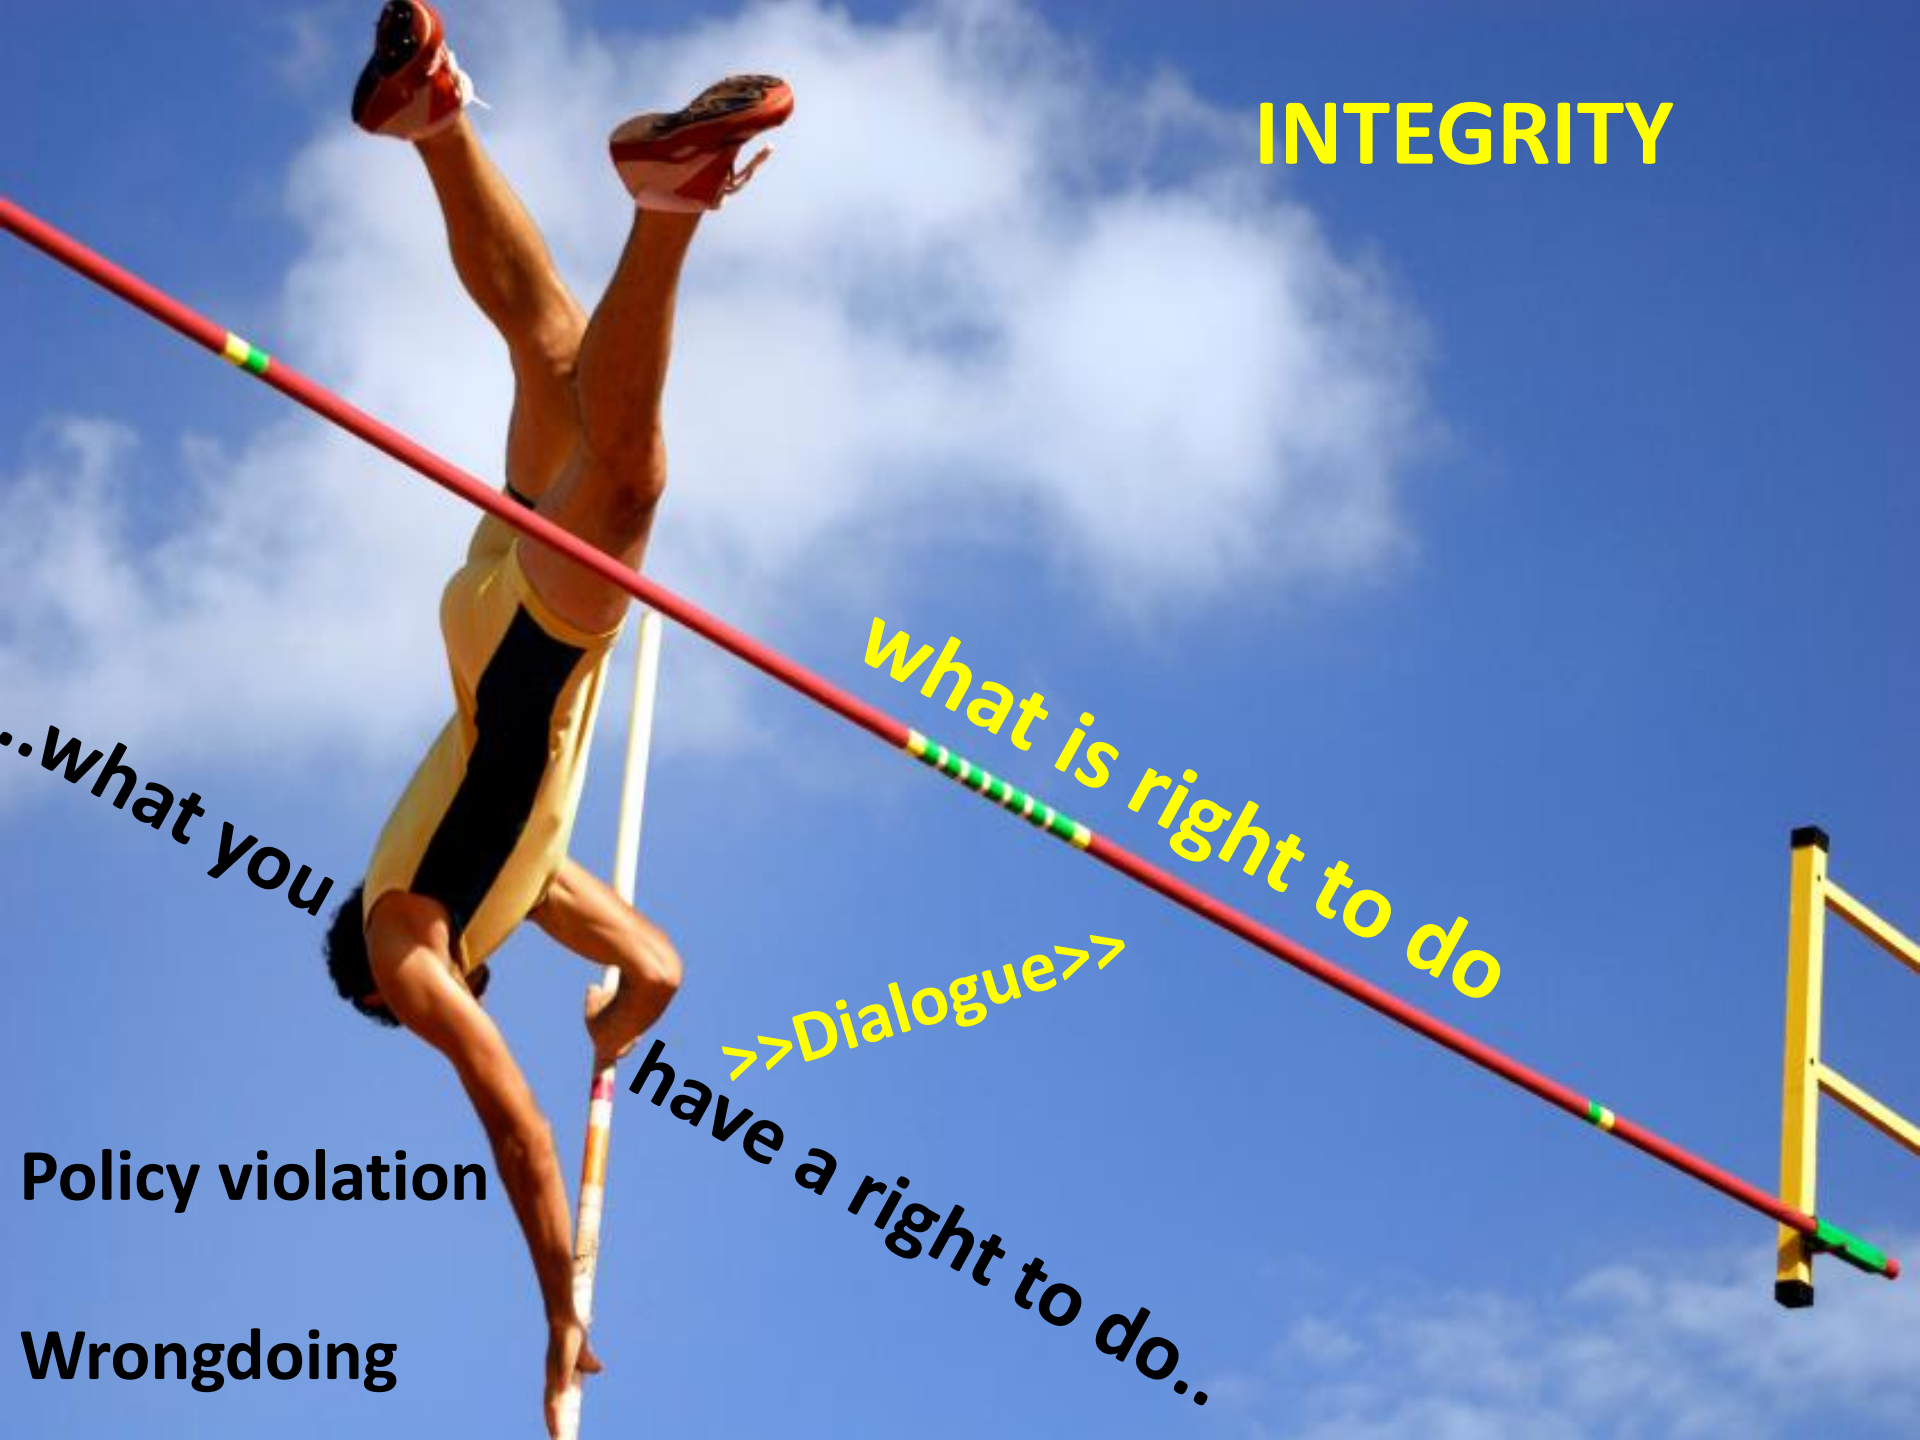 INTEGRITY
what is right to do
..what you
have a right to do..
>>Dialogue>>
Policy violation
Wrongdoing